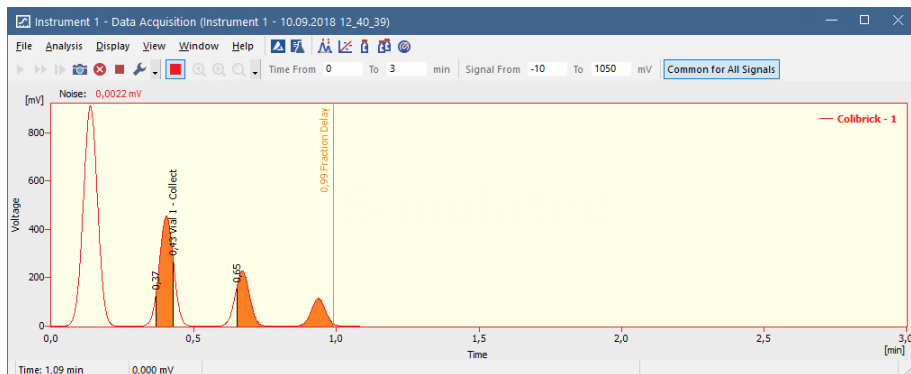 Instrument 1 - Data Acquisition (Instrument 1 - 10.09.2018 12_40_39)
File Analysis Display View Window Help
Time From 0 To 3 min Signal From -10 To 1050 mV Common for All Signals
[mV]
Noise: 0,0022 mV
Colibrick - 1
0,99 Fraction Delay
0,43 Vial 1 - Collect
0,37
0,65
Voltage
800
600
400
200
0
0,0 0,5 1,0 1,5 2,0 2,5 3,0
Time
[min]
Time: 1,09 min 0.000 mV